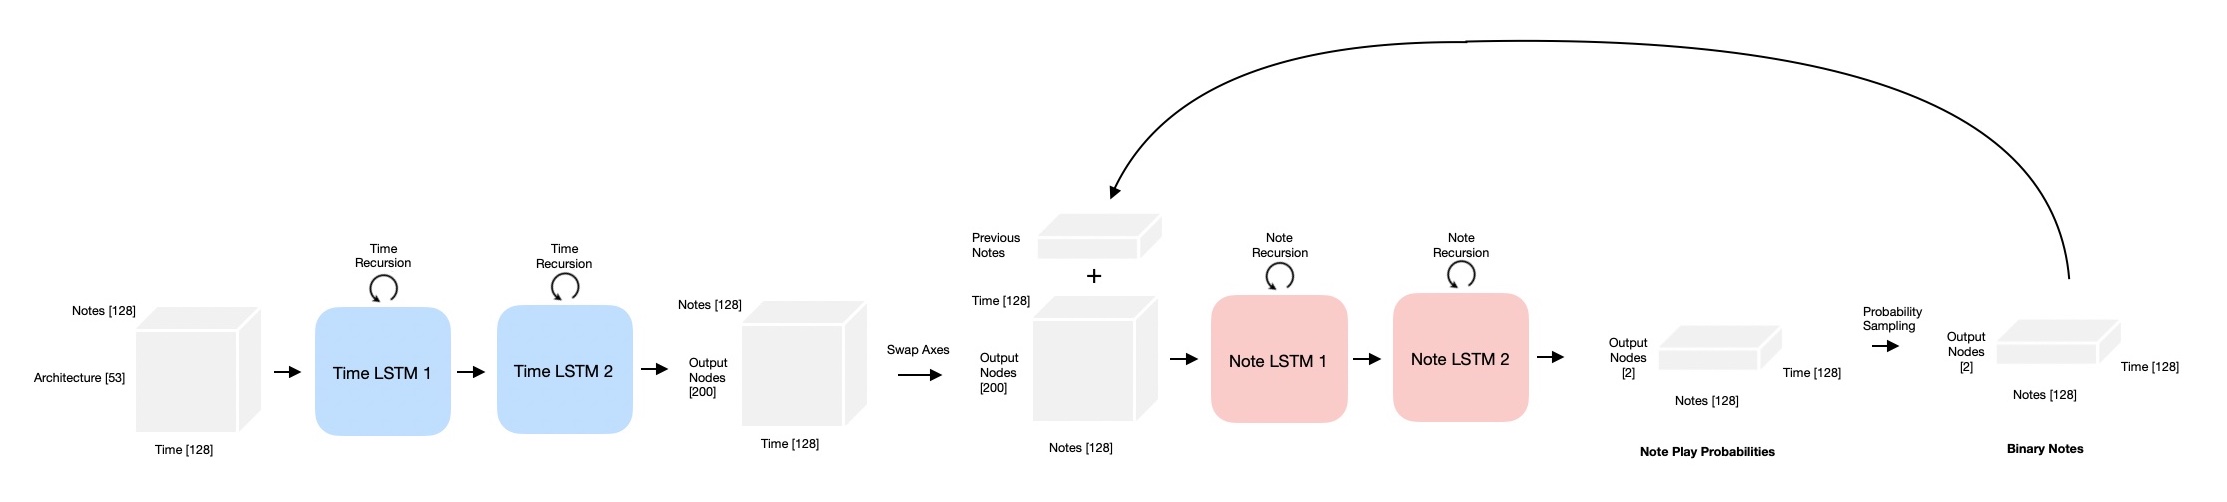 Notes [128]
Architecture [53]
Time [128]
Time
Recursion
Time LSTM 1
Time
Recursion
Time LSTM 2
Notes [128]
Output
Nodes
[200]
Time [128]
Swap Axes
Previous
Notes
+
Time [128]
Output
Nodes
[200]
Notes [128]
Note
Recursion
Note LSTM 1
Note
Recursion
Note LSTM 2
Output
Nodes
[2]
Time [128]
Notes [128]
Note Play Probabilities
Probability
Sampling
Output
Nodes
[2]
Time [128]
Notes [128]
Binary Notes